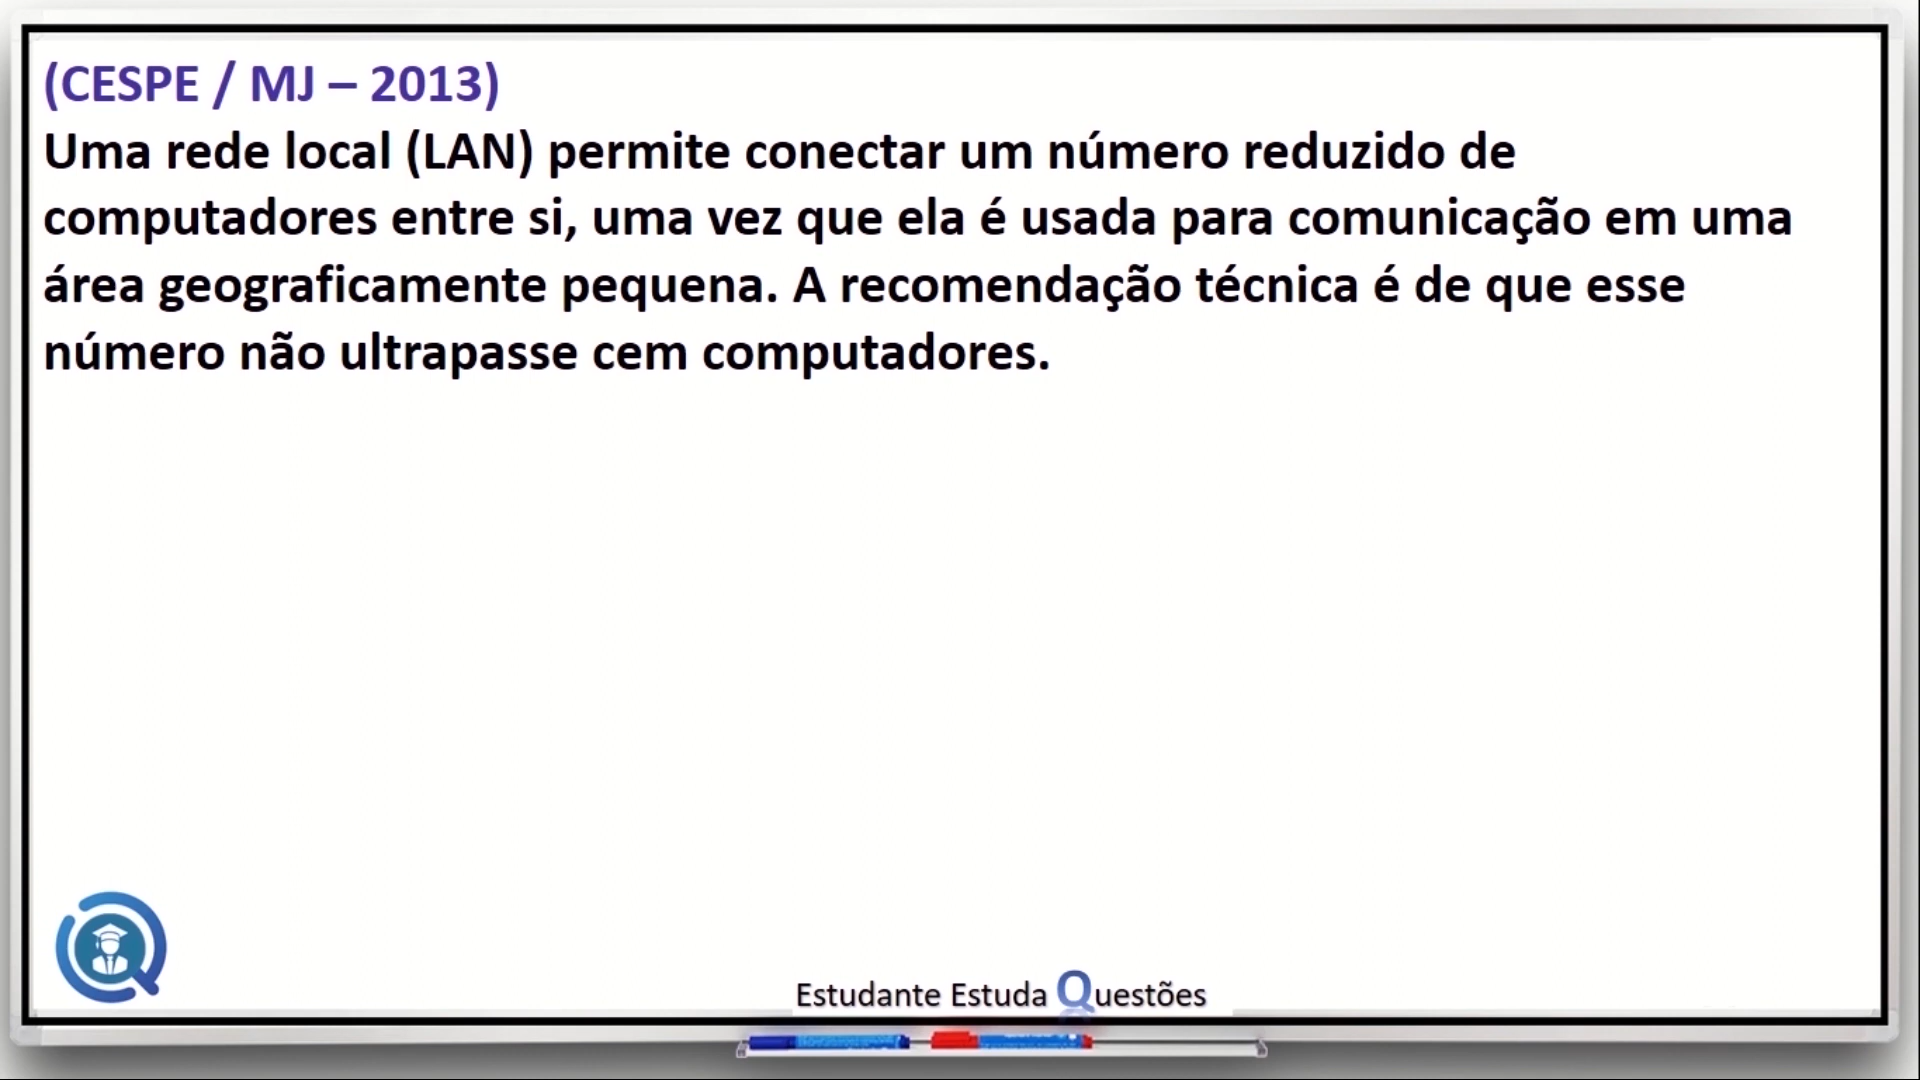 (CESPE / MJ – 2013)
Uma rede local (LAN) permite conectar um número reduzido de
computadores entre si, uma vez que ela é usada para comunicação em uma
área geograficamente pequena. A recomendação técnica é de que esse
número não ultrapasse cem computadores.
Estudante Estuda Questões